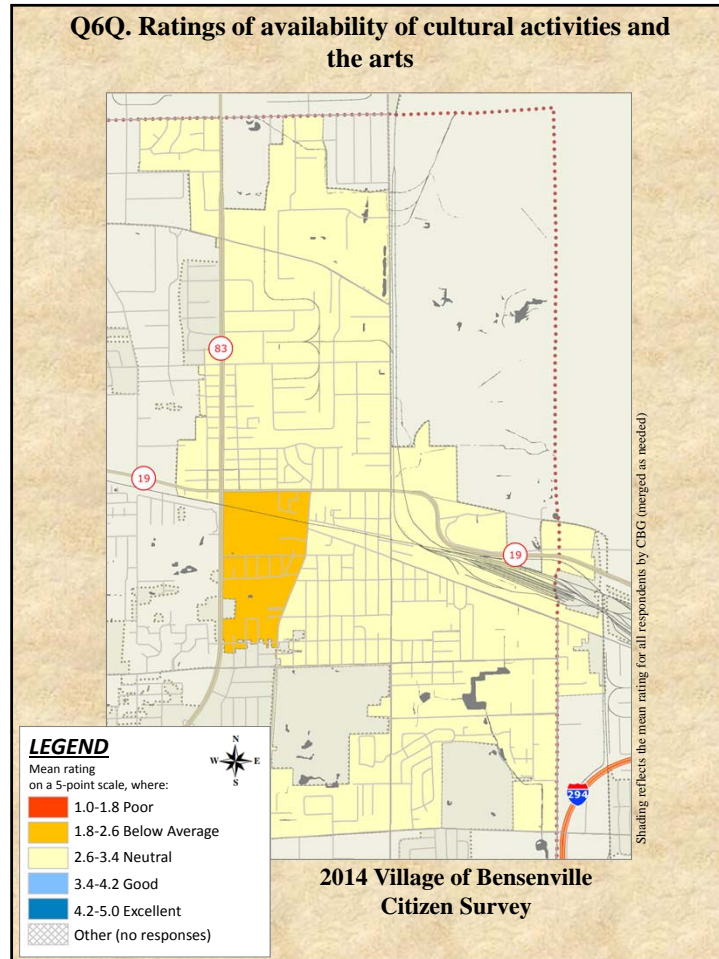 Q6Q. Ratings of availability of cultural activities and
the arts
83
19
19
294
Shading reflects the mean rating for all respondents by CBG (merged as needed)
LEGEND
Mean rating
on a 5-point scale, where:
N
W E
S
1.0-1.8 Poor
1.8-2.6 Below Average
2.6-3.4 Neutral
3.4-4.2 Good
4.2-5.0 Excellent
Other (no responses)
2014 Village of Bensenville
Citizen Survey